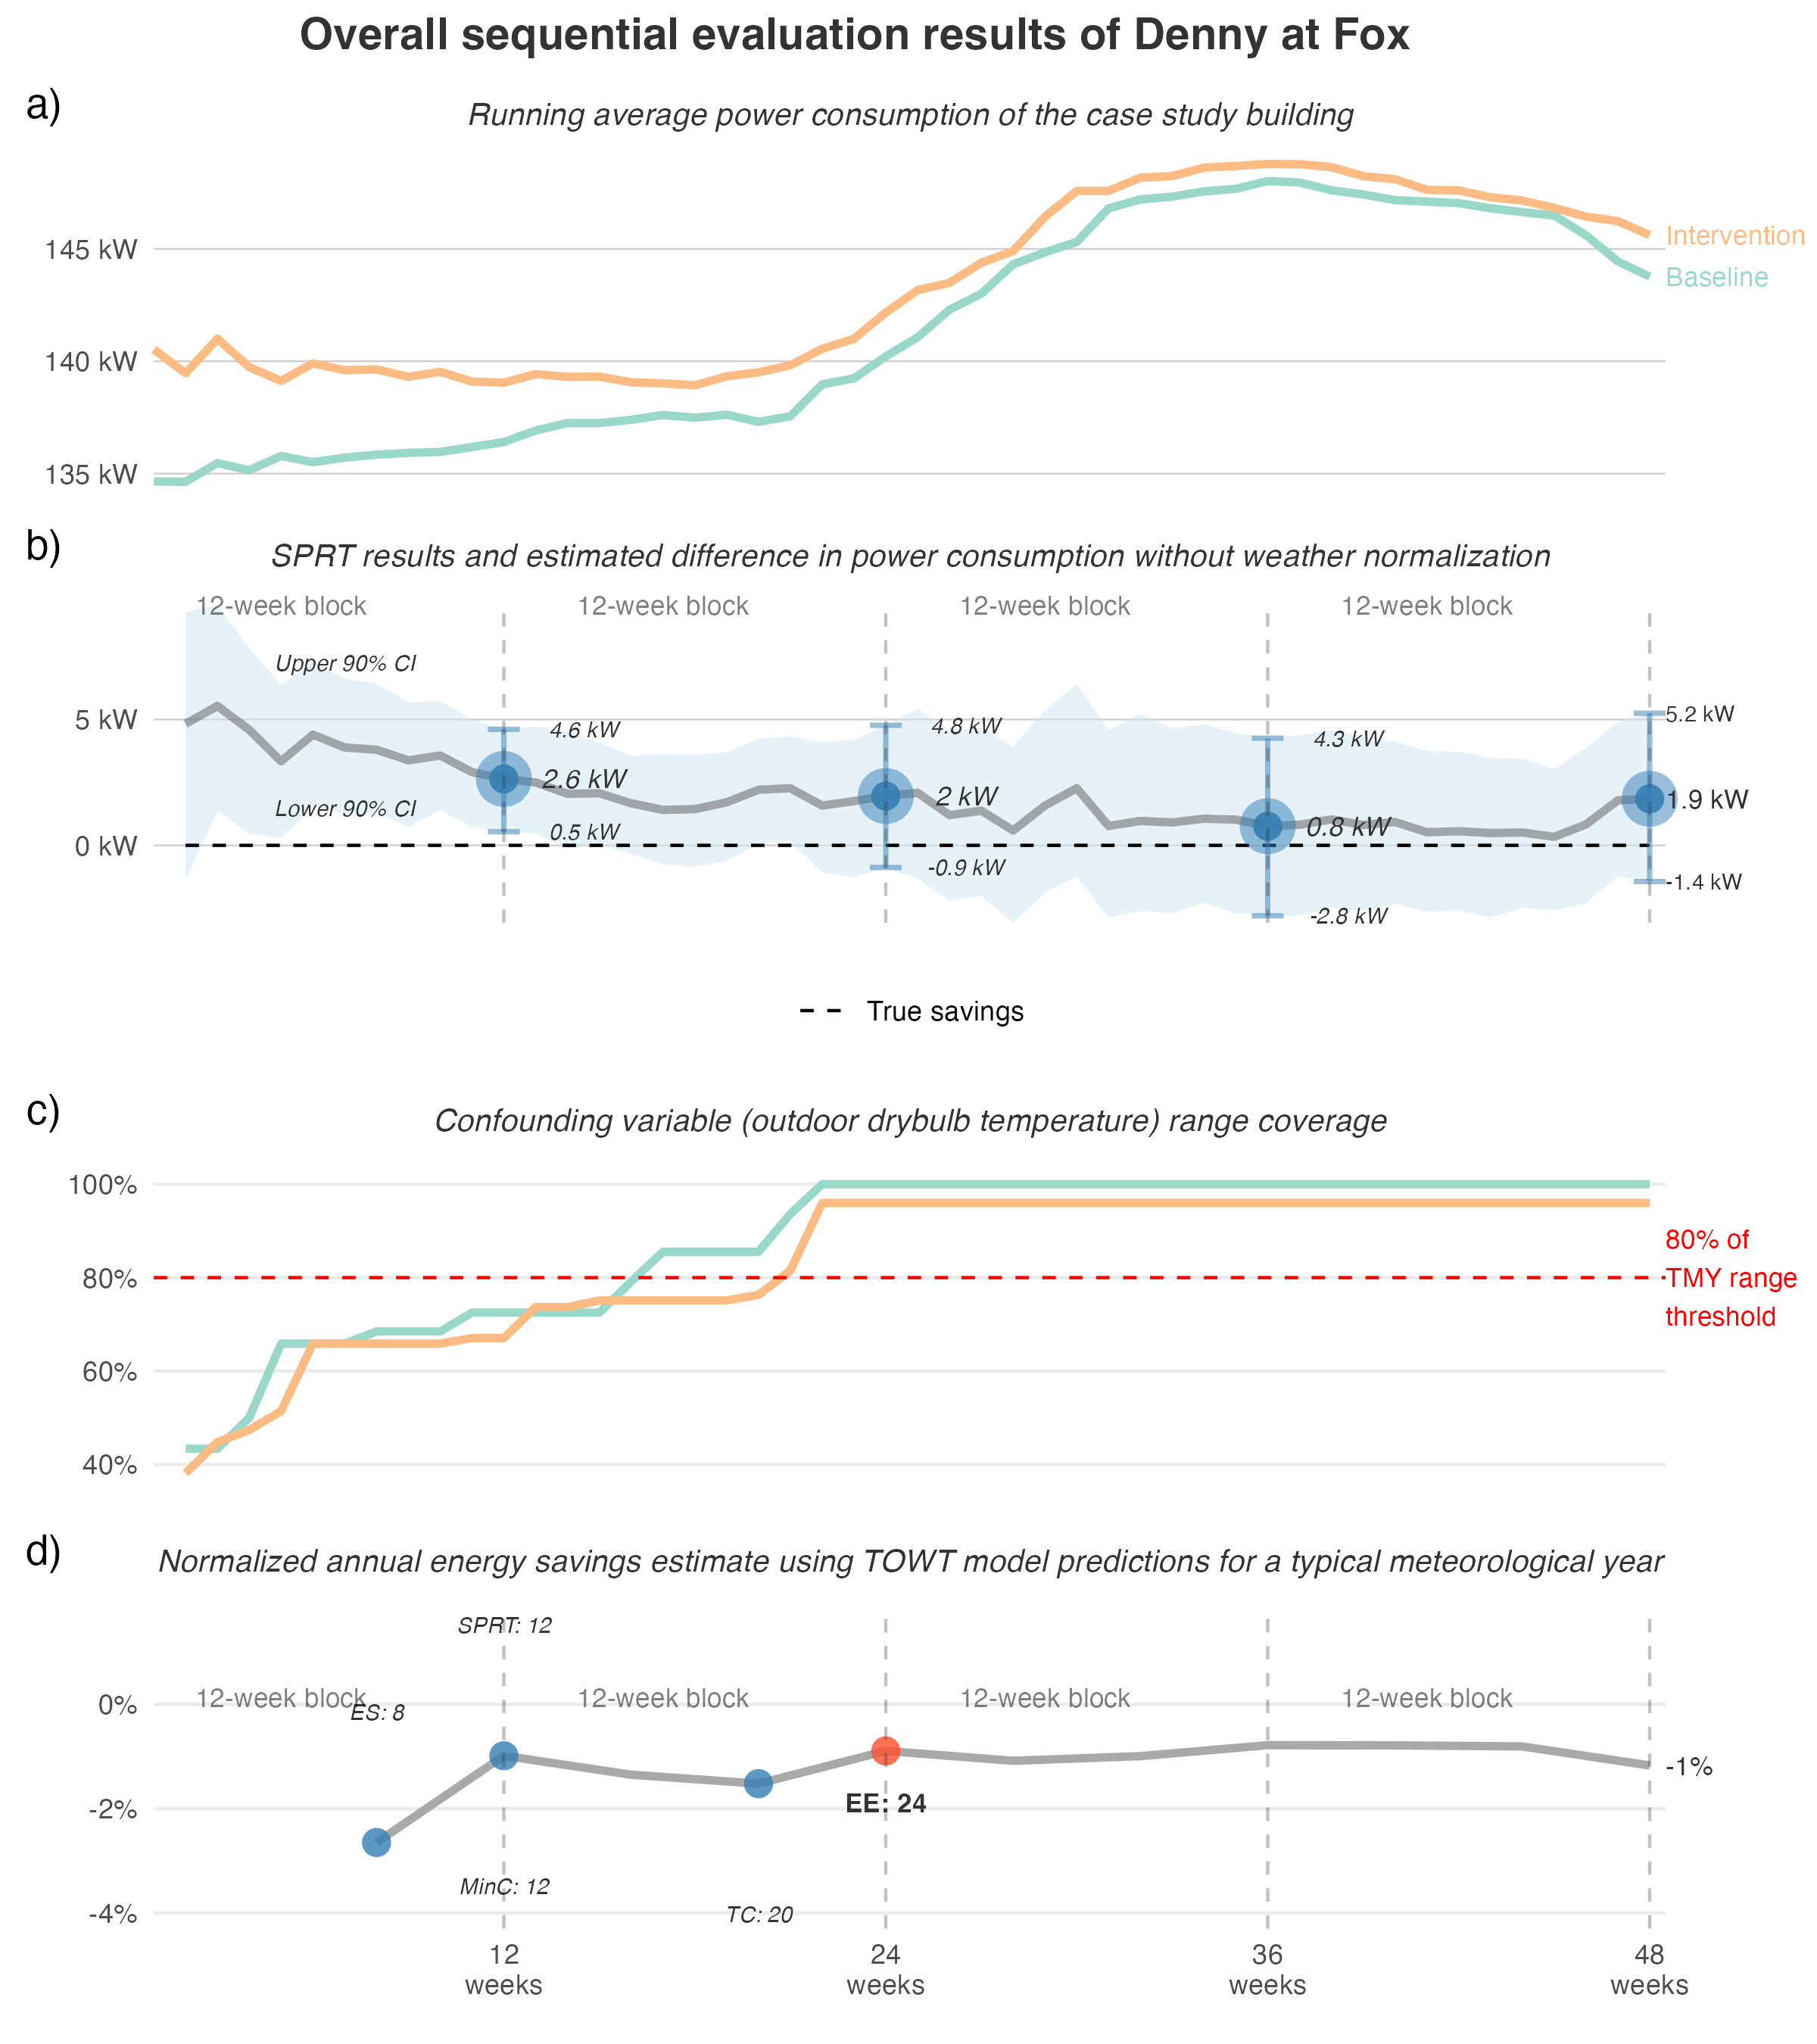 Overall sequential evaluation results of Denny at Fox
a)
Running average power consumption of the case study building
145 kW
140 kW
135 kW
Intervention
Baseline
b)
SPRT results and estimated difference in power consumption without weather normalization
12-week block
12-week block
12-week block
12-week block
Upper 90% CI
Lower 90% CI
5 kW
0 kW
4.6 kW
2.6 kW
0.5 kW
4.8 kW
2 kW
-0.9 kW
4.3 kW
0.8 kW
-2.8 kW
5.2 kW
1.9 kW
-1.4 kW
True savings
c)
Confounding variable (outdoor drybulb temperature) range coverage
100%
80%
60%
40%
80% of
TMY range
threshold
d)
Normalized annual energy savings estimate using TOWT model predictions for a typical meteorological year
SPRT: 12
12-week block
12-week block
12-week block
12-week block
ES: 8
0%
-2%
-4%
EE: 24
-1%
MinC: 12
TC: 20
12
weeks
24
weeks
36
weeks
48
weeks